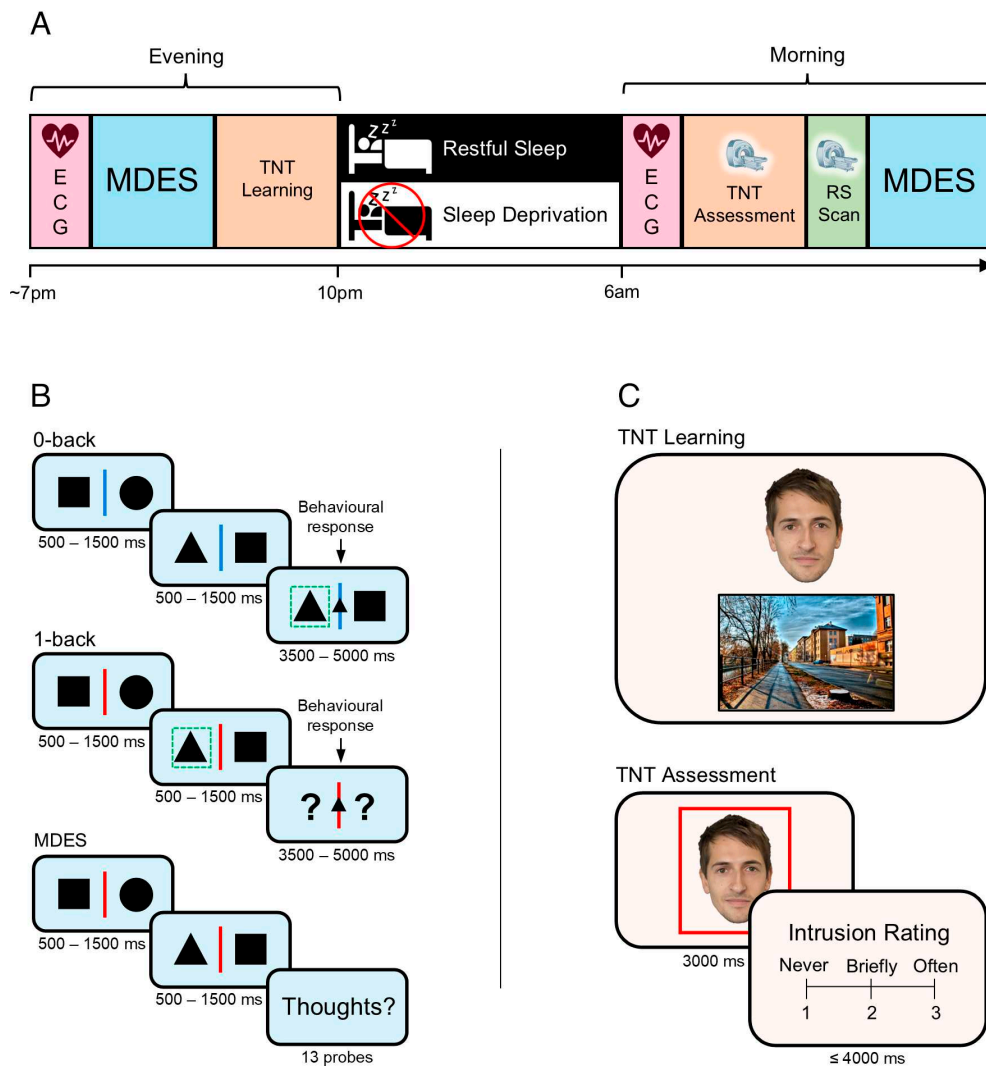 A
Evening
Morning
E
C
G
MDES
TNT
Learning
z z z z
Restful Sleep
z z z z
Sleep Deprivation
E
C
G
TNT
Assessment
RS
Scan
MDES
~7pm
10pm
6am
B
0-back
500 – 1500 ms
500 – 1500 ms
Behavioural
response
3500 – 5000 ms
1-back
500 – 1500 ms
500 – 1500 ms
Behavioural
response
? ?
3500 – 5000 ms
MDES
500 – 1500 ms
500 – 1500 ms
Thoughts?
13 probes
C
TNT Learning
TNT Assessment
3000 ms
Intrusion Rating
Never Briefly Often
1 2 3
≤ 4000 ms